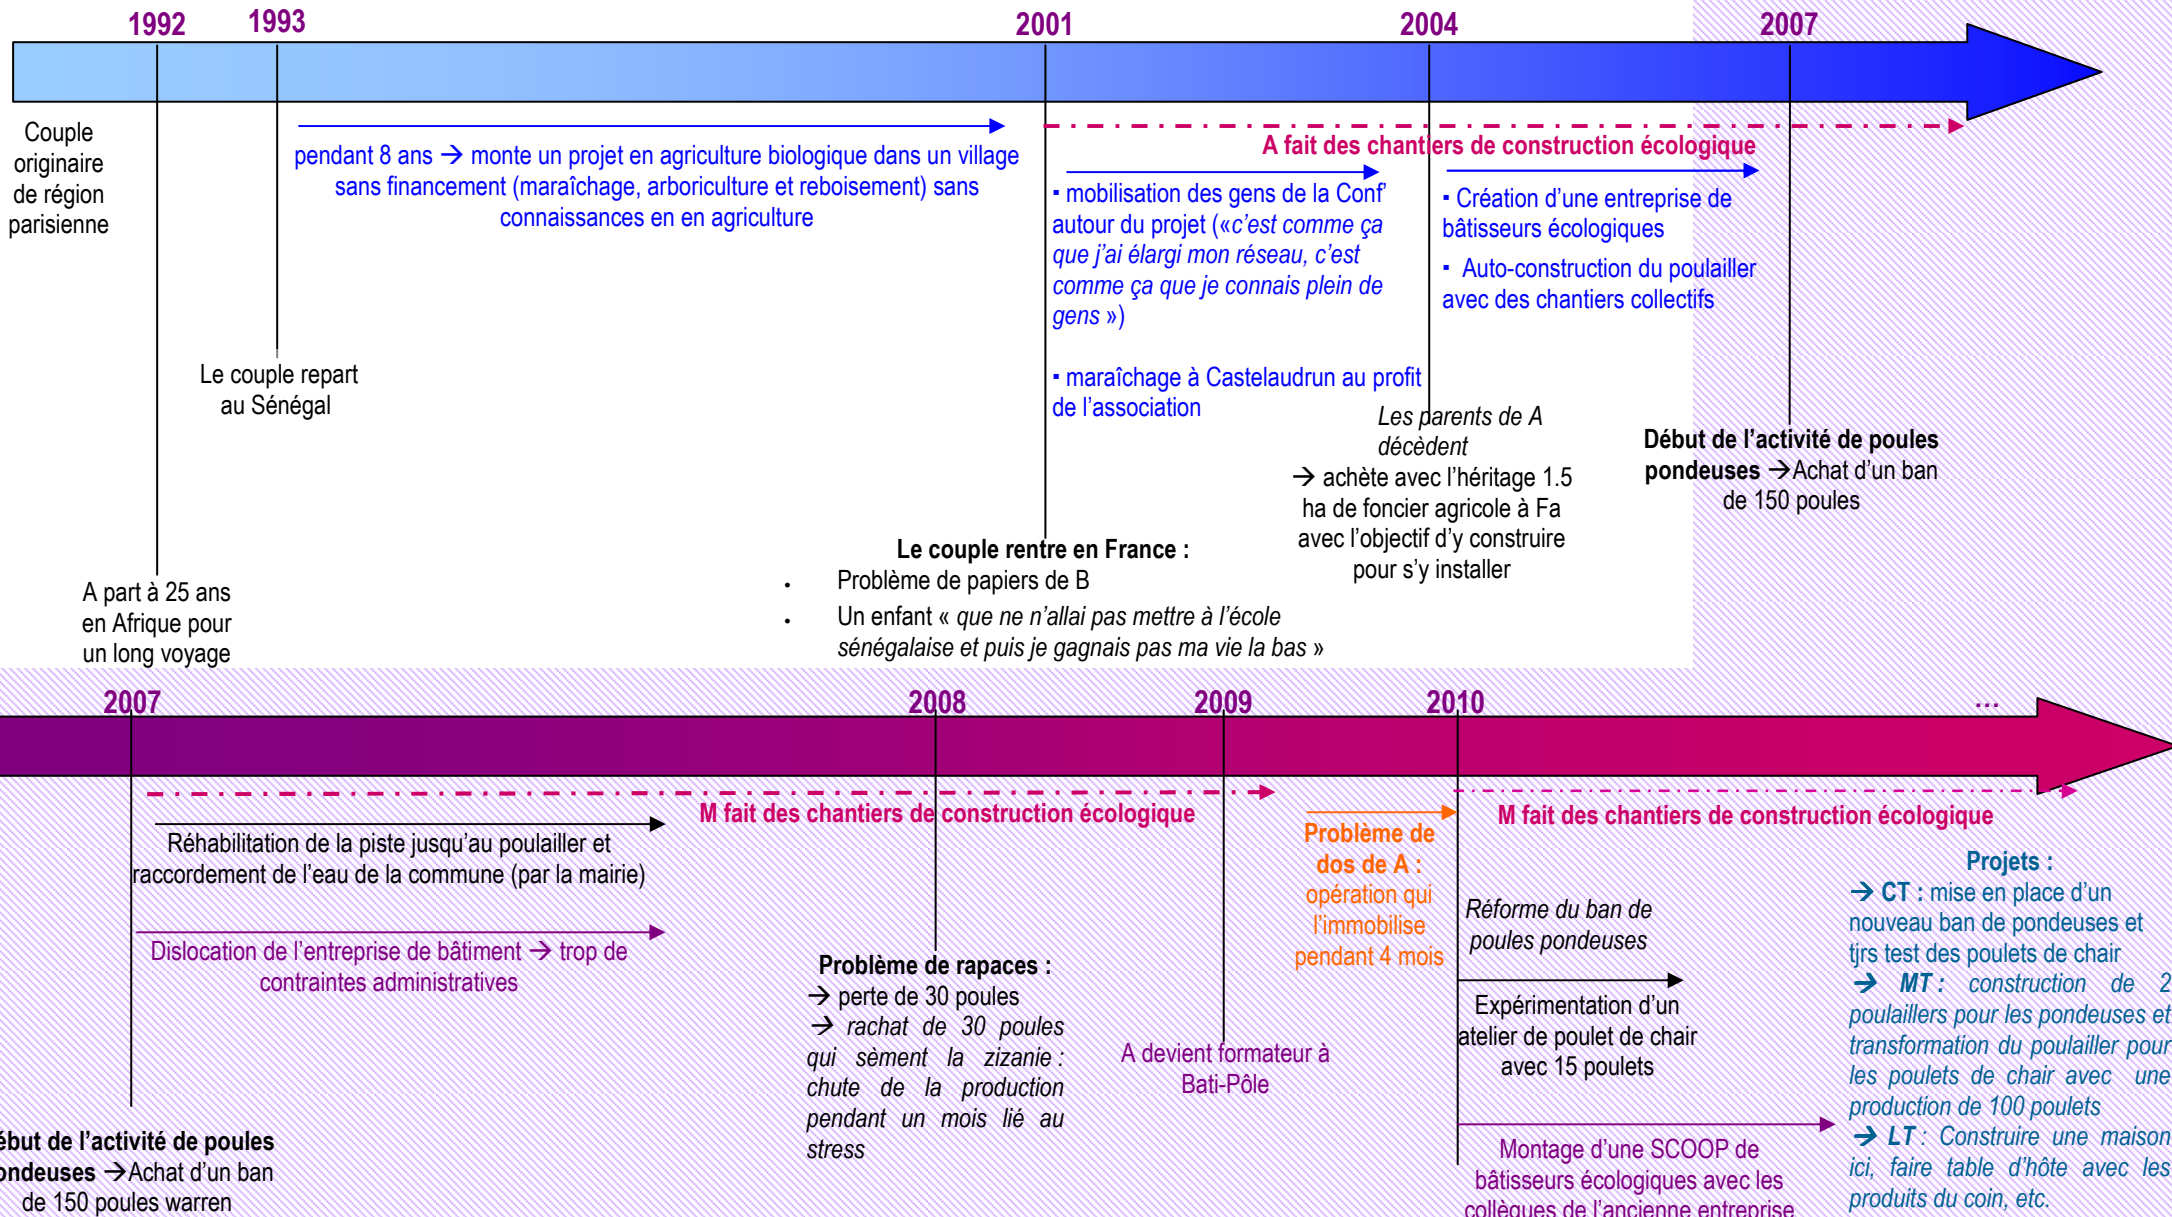 1992
1993
2001
2004
2007
Couple
originaire
de région
parisienne
pendant 8 ans → monte un projet en agriculture biologique dans un village
sans financement (maraîchage, arboriculture et reboisement) sans
connaissances en en agriculture
A fait des chantiers de construction écologique
▪ mobilisation des gens de la Conf'
autour du projet («c'est comme ça
que j'ai élargi mon réseau, c'est
comme ça que je connais plein de
gens »)
▪ maraîchage à Castelaudrun au profit
de l'association
▪ Création d'une entreprise de
bâtisseurs écologiques
▪ Auto-construction du poulailler
avec des chantiers collectifs
Le couple repart
au Sénégal
Les parents de A
décèdent
→ achète avec l'héritage 1.5
ha de foncier agricole à Fa
avec l'objectif d'y construire
pour s'y installer
Début de l'activité de poules
pondeuses →Achat d'un ban
de 150 poules
Le couple rentre en France :
• Problème de papiers de B
• Un enfant « que ne n'allai pas mettre à l'école
sénégalaise et puis je gagnais pas ma vie la bas »
A part à 25 ans
en Afrique pour
un long voyage
2007
2008
2009
2010
...
M fait des chantiers de construction écologique
Réhabilitation de la piste jusqu'au poulailler et
raccordement de l'eau de la commune (par la mairie)
Dislocation de l'entreprise de bâtiment → trop de
contraintes administratives
Problème de rapaces :
→ perte de 30 poules
→ rachat de 30 poules
qui sèment la zizanie :
chute de la production
pendant un mois lié au
stress
A devient formateur à
Bati-Pôle
Problème de
dos de A :
opération qui
l'immobilise
pendant 4 mois
M fait des chantiers de construction écologique
Réforme du ban de
poules pondeuses
Expérimentation d'un
atelier de poulet de chair
avec 15 poulets
Montage d'une SCOOP de
bâtisseurs écologiques avec les
collègues de l'ancienne entreprise
Projets :
→ CT : mise en place d'un
nouveau ban de pondeuses et
tjrs test des poulets de chair
→ MT : construction de 2
poulaillers pour les pondeuses et
transformation du poulailler pour
les poulets de chair avec une
production de 100 poulets
→ LT : Construire une maison
ici, faire table d'hôte avec les
produits du coin, etc.
ébut de l'activité de poules
ondeuses →Achat d'un ban
de 150 poules warren